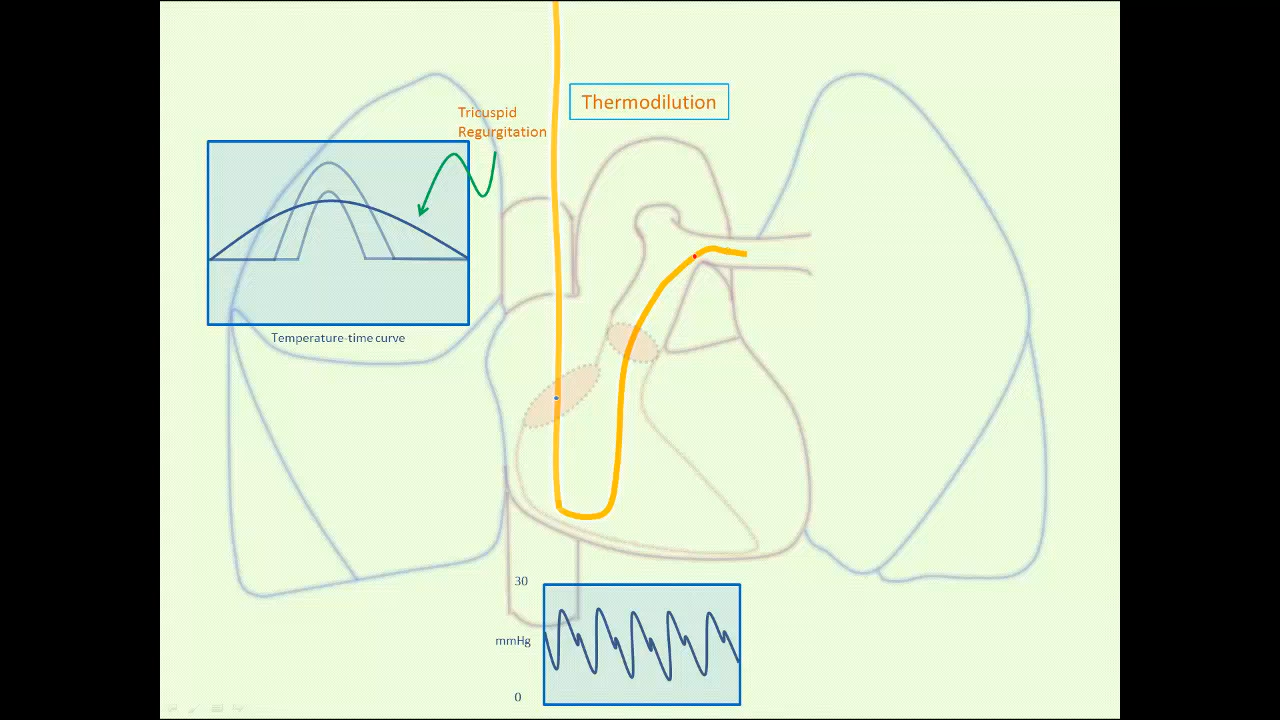 Thermodilution
Tricuspid
Regurgitation
Temperature-time curve
30
mmHg
0